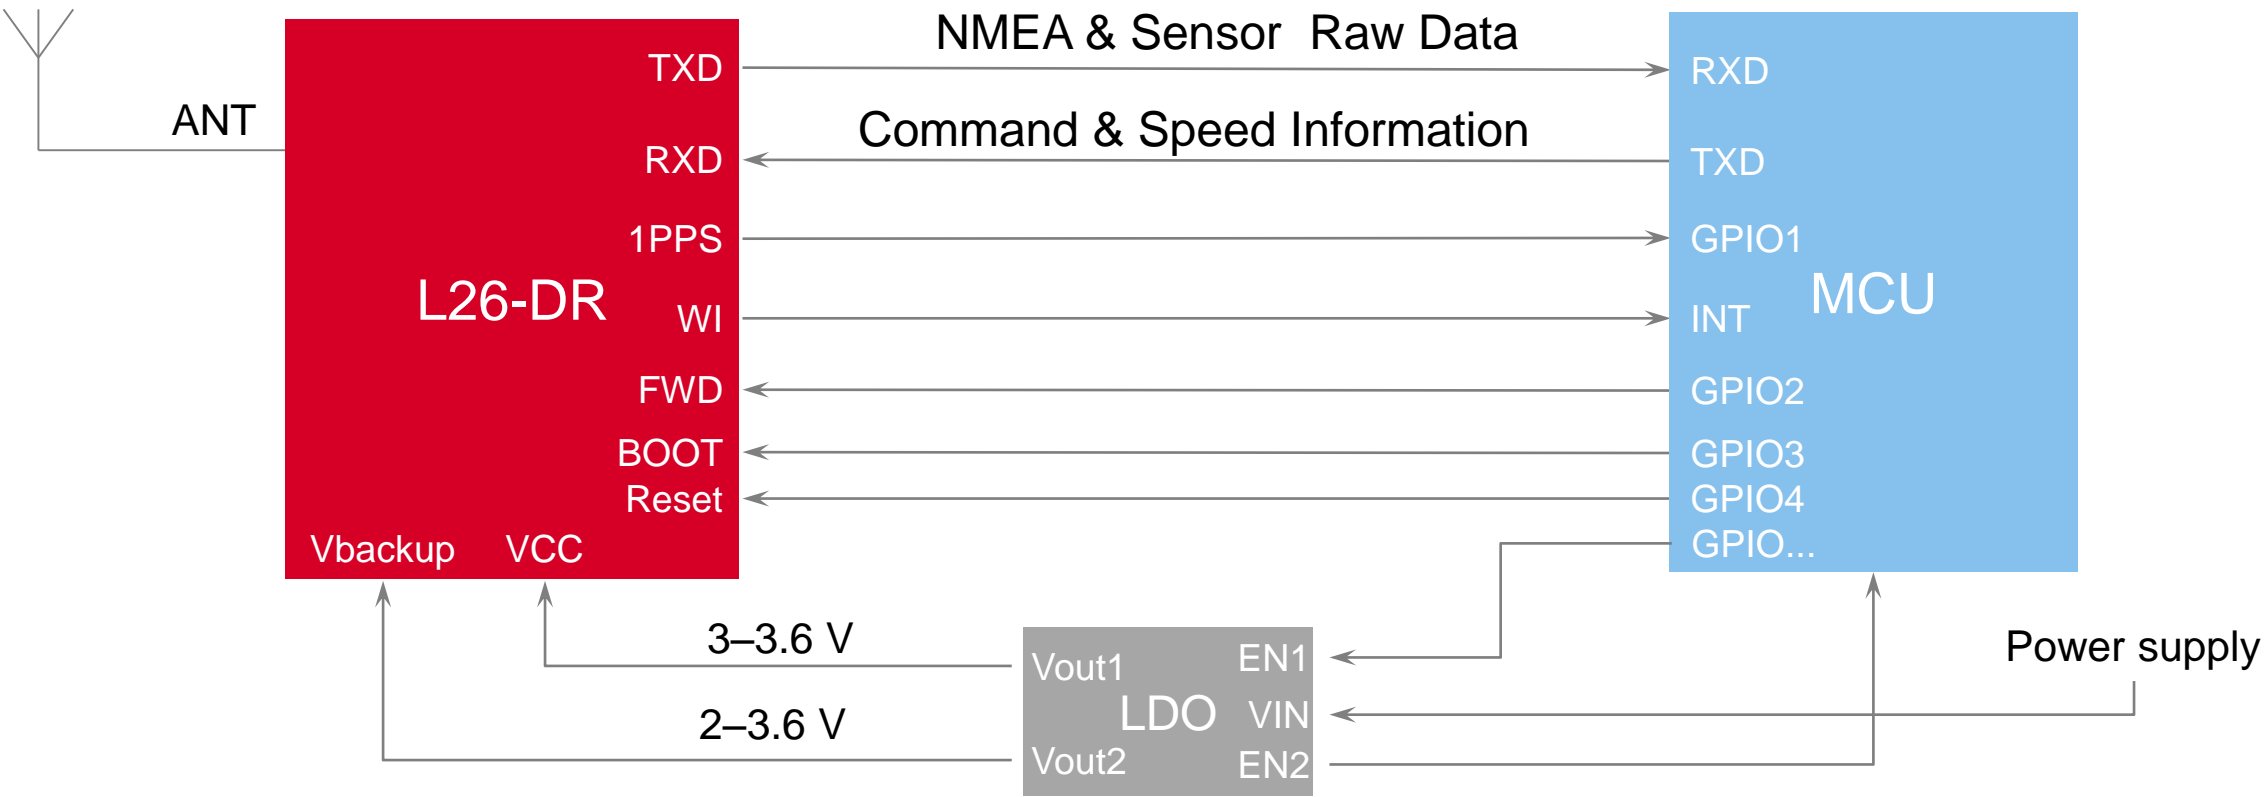 NMEA & Sensor Raw Data
TXD
RXD
ANT
Command & Speed Information
RXD
TXD
1PPS
GPIO1
L26-DR
MCU
WI
INT
FWD
GPIO2
BOOT
GPIO3
Reset
GPIO4
Vbackup
VCC
GPIO...
3–3.6 V
Vout1
EN1
Power supply
2–3.6 V
LDO
VIN
Vout2
EN2